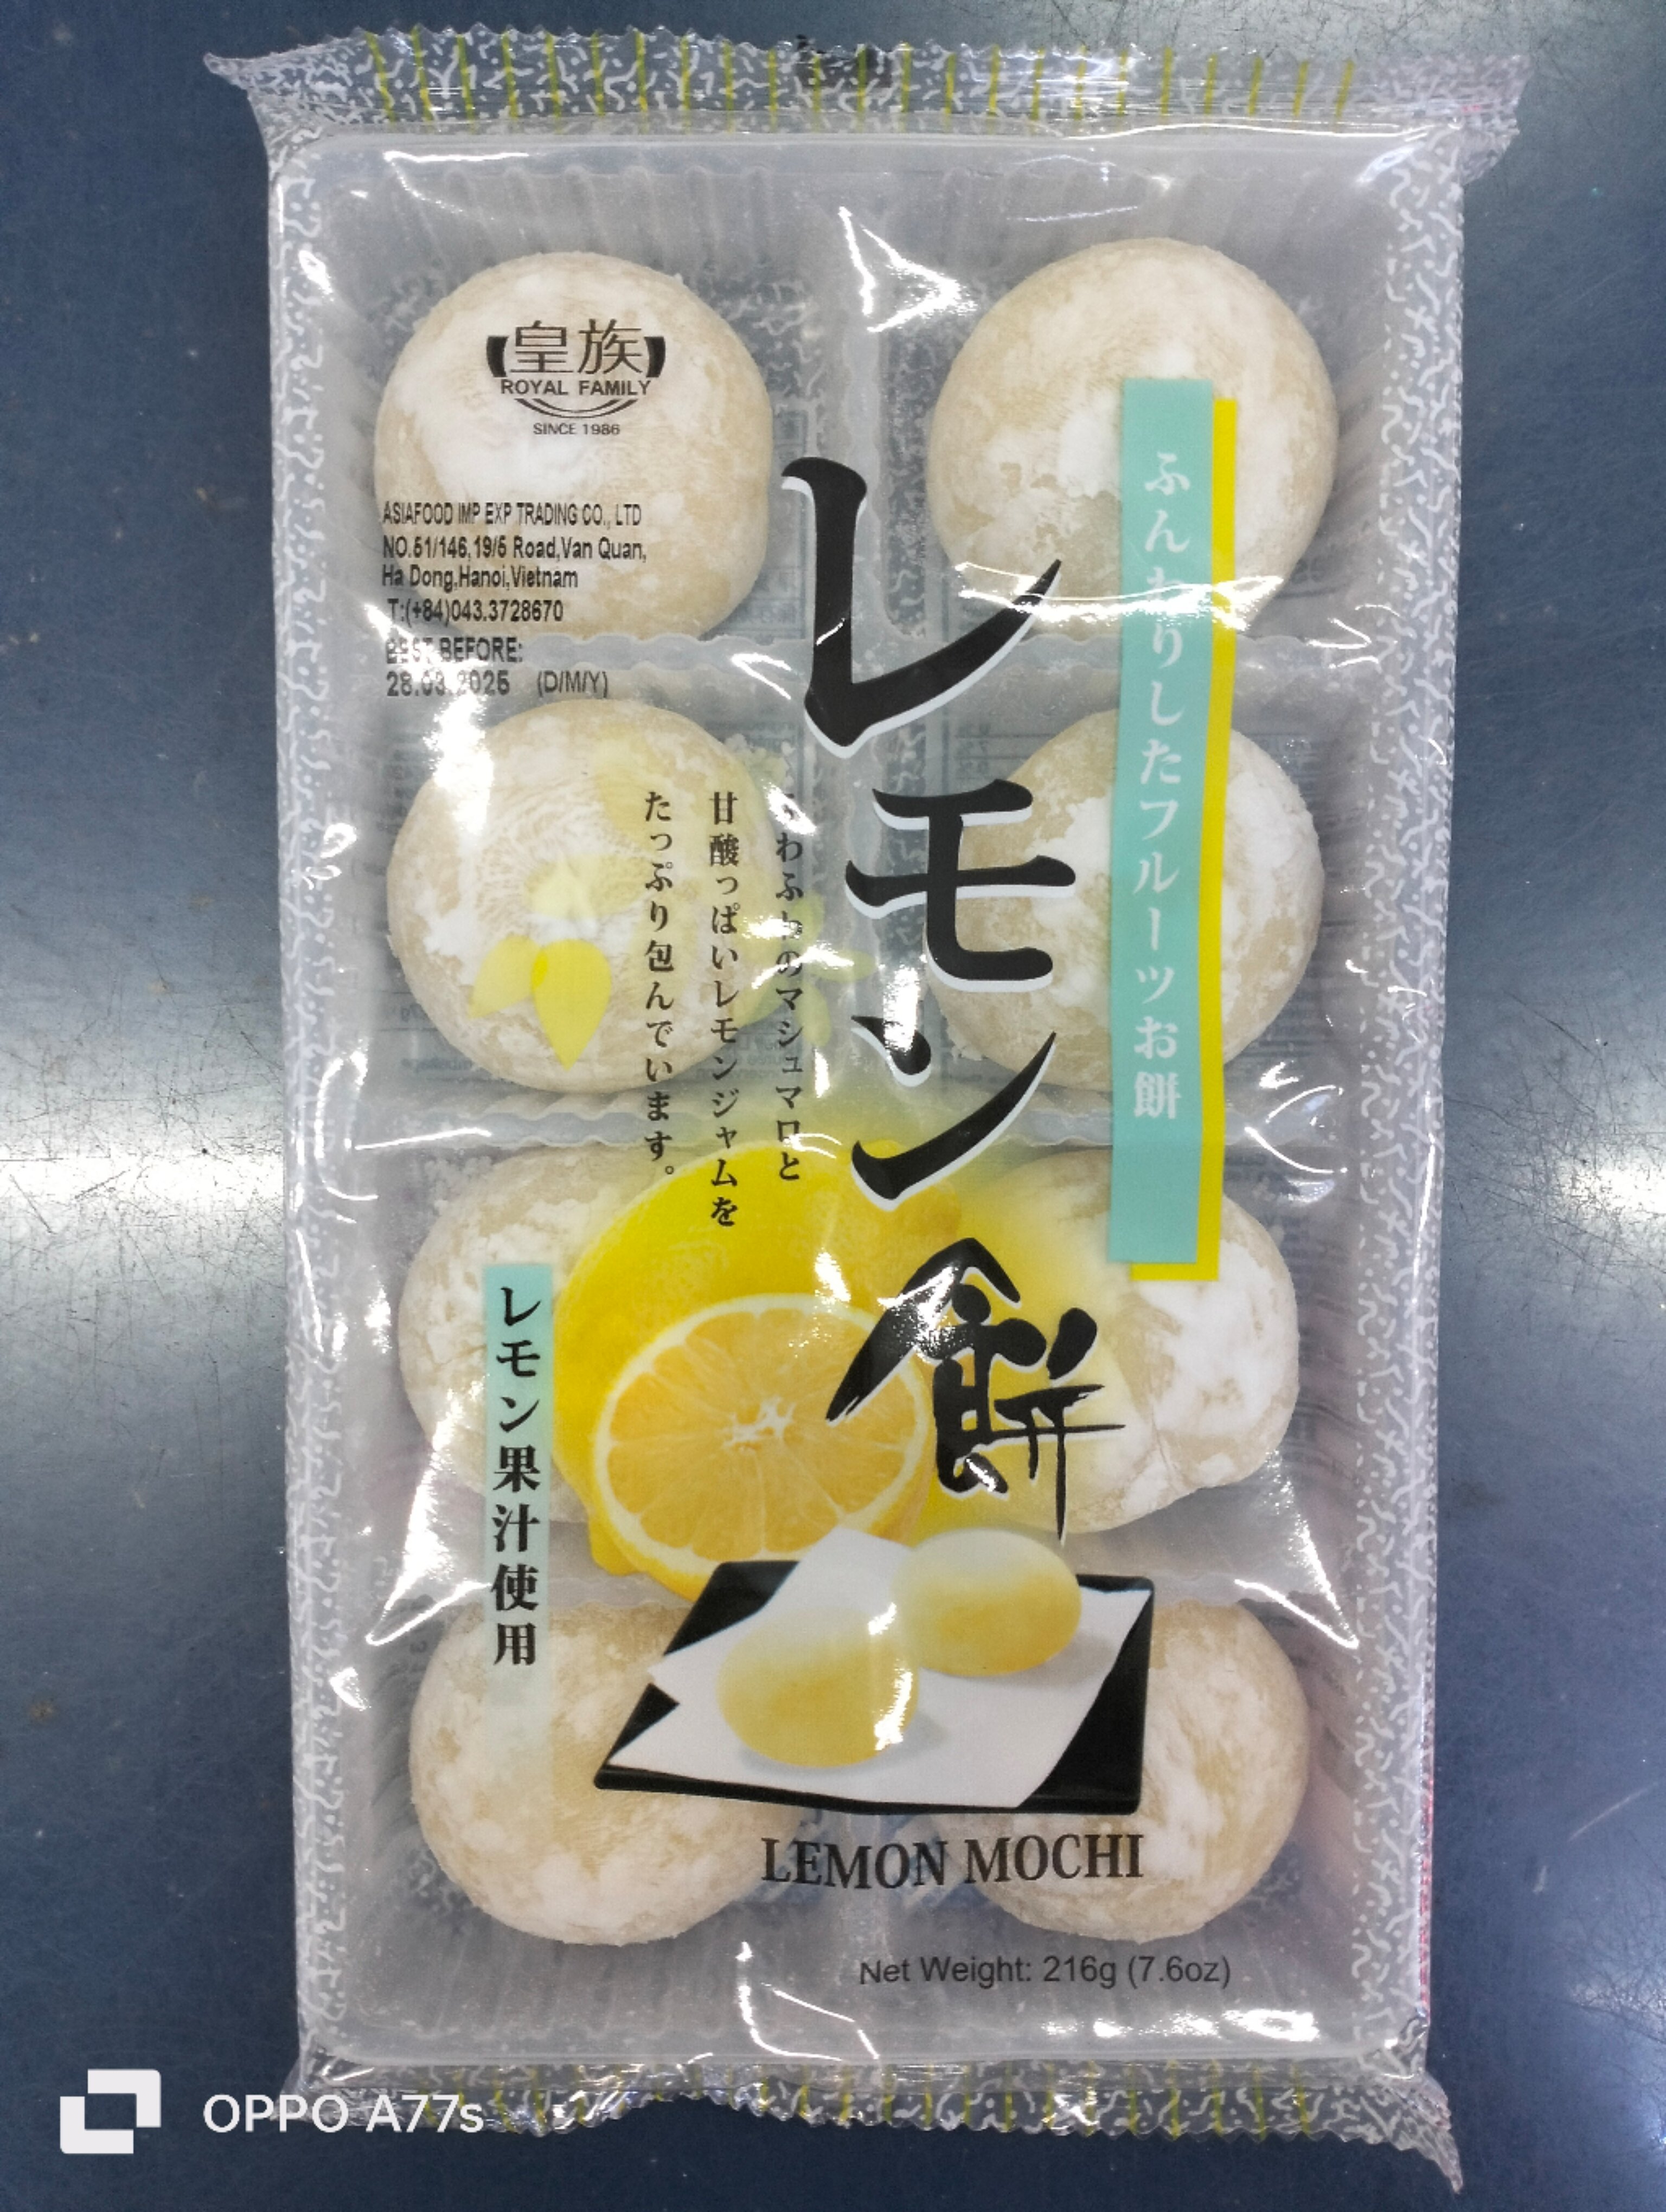 皇族
ROYAL FAMILY
SINCE 1986
ASIAFOOD IMP EXP TRADING CO., LTD
NO.51/146,19/5 Road,Van Quan,
Ha Dong,Hanoi,Vietnam
T:(+84)043.3728670
BEST BEFORE:
28.03.2025 (D/M/Y)
ふんわりしたフルーツお餅
レモン餅
マシュマロと
甘酸っぱいレモンジャムを
たっぷり包んでいます。
レモン果汁使用
LEMON MOCHI
Net Weight: 216g (7.6oz)
OPPO A77s